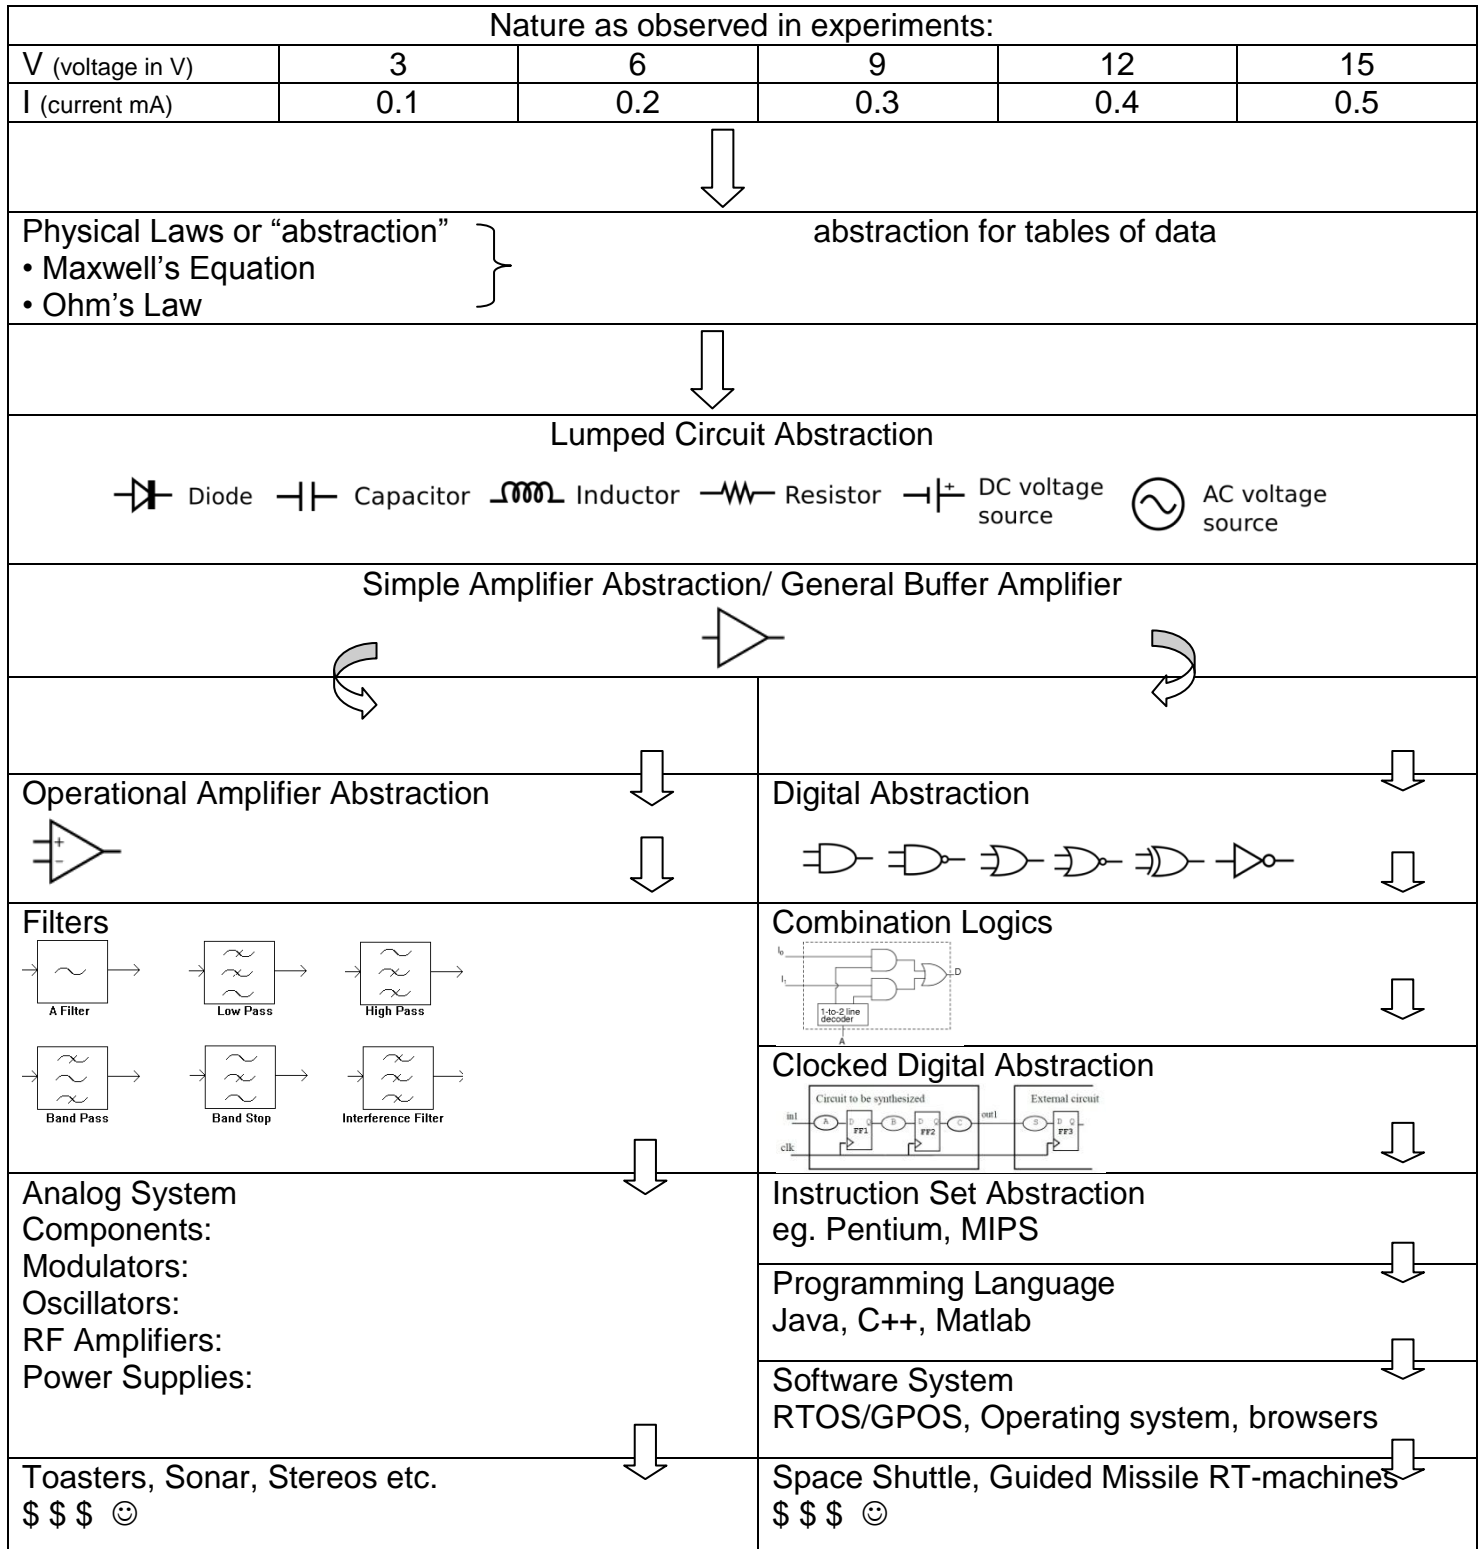 Nature as observed in experiments:
V (voltage in V) 3 6 9 12 15
I (current mA) 0.1 0.2 0.3 0.4 0.5
Physical Laws or “abstraction”
• Maxwell’s Equation
• Ohm’s Law
abstraction for tables of data
Lumped Circuit Abstraction
Diode
Capacitor
Inductor
Resistor
+
DC voltage
source
AC voltage
source
Simple Amplifier Abstraction/ General Buffer Amplifier
Operational Amplifier Abstraction
+
−
Digital Abstraction
Filters
A Filter
Low Pass
High Pass
Band Pass
Band Stop
Interference Filter
Combination Logics
I₀
I₁
D
1-to-2 line
decoder
A
Clocked Digital Abstraction
Circuit to be synthesized
External circuit
in1
A
D Q
FF1
B
D Q
FF2
C
out1
S
D Q
FF3
clk
Analog System
Components:
Modulators:
Oscillators:
RF Amplifiers:
Power Supplies:
Instruction Set Abstraction
eg. Pentium, MIPS
Programming Language
Java, C++, Matlab
Software System
RTOS/GPOS, Operating system, browsers
Toasters, Sonar, Stereos etc.
$ $ $ ☺
Space Shuttle, Guided Missile RT-machines
$ $ $ ☺